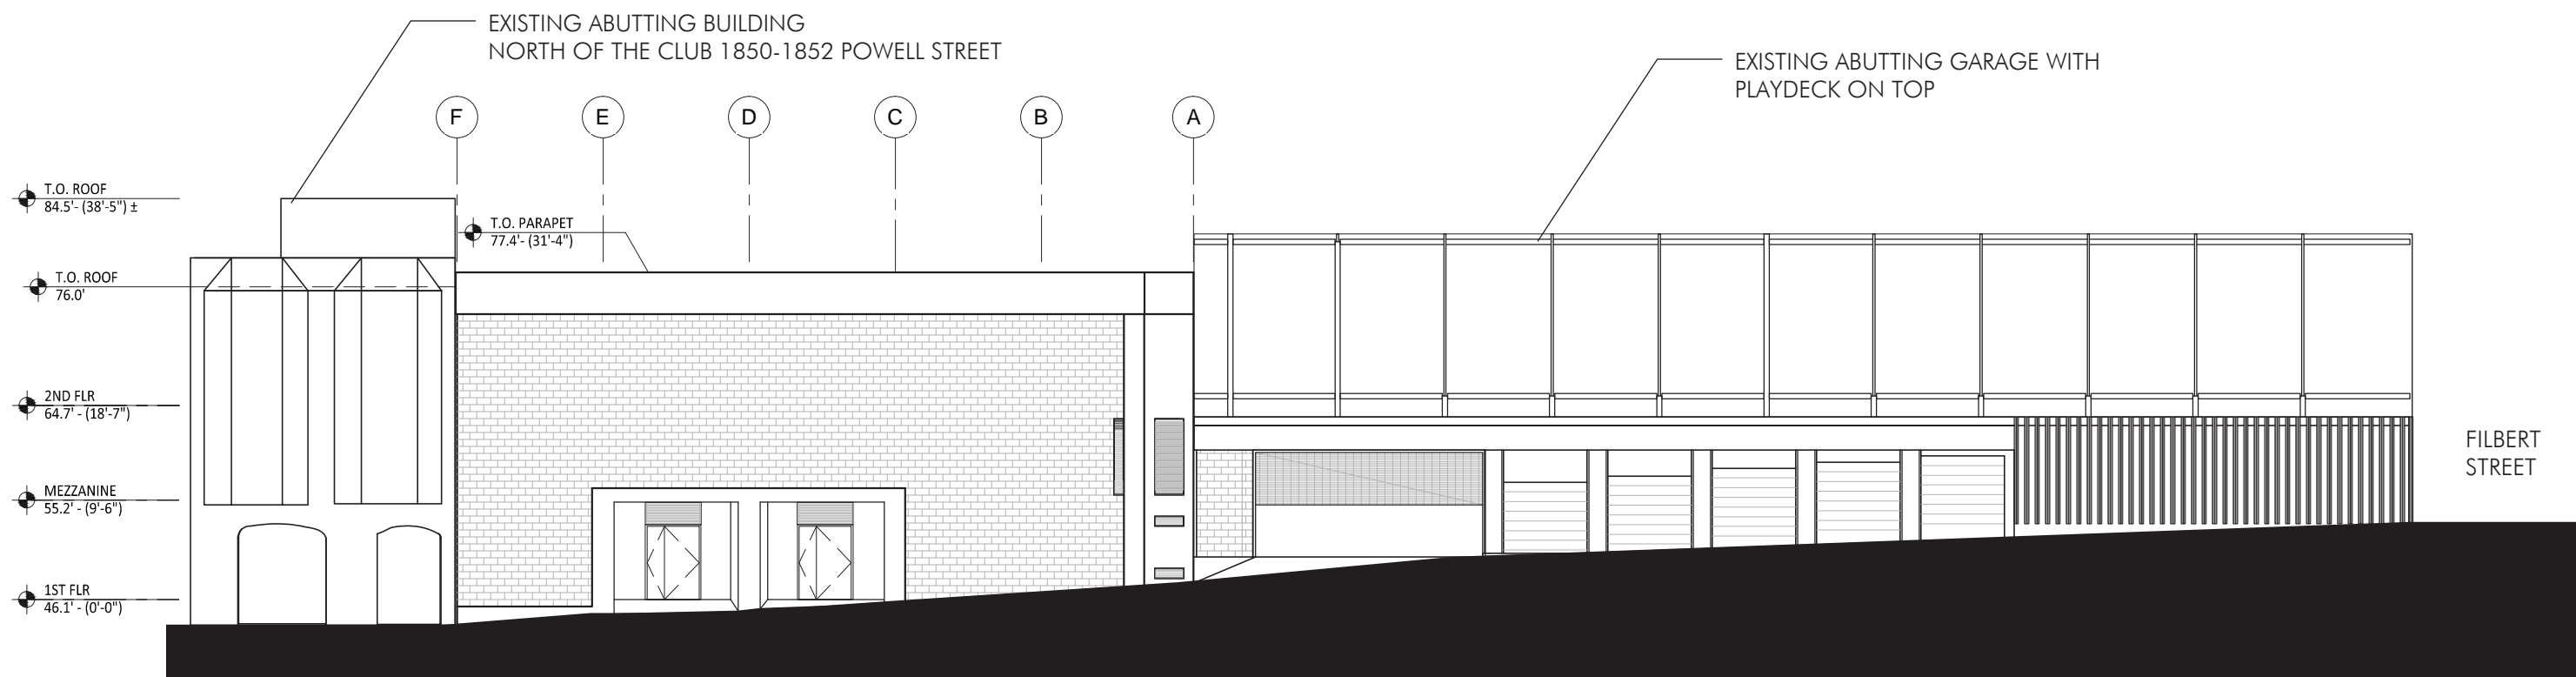 EXISTING ABUTTING BUILDING
NORTH OF THE CLUB 1850-1852 POWELL STREET
EXISTING ABUTTING GARAGE WITH
PLAYDECK ON TOP
F
E
D
C
B
A
T.O. ROOF
84.5'- (38'-5") ±
T.O. PARAPET
77.4'- (31'-4")
T.O. ROOF
76.0'
2ND FLR
64.7' - (18'-7")
FILBERT
STREET
MEZZANINE
55.2' - (9'-6")
1ST FLR
46.1' - (0'-0")